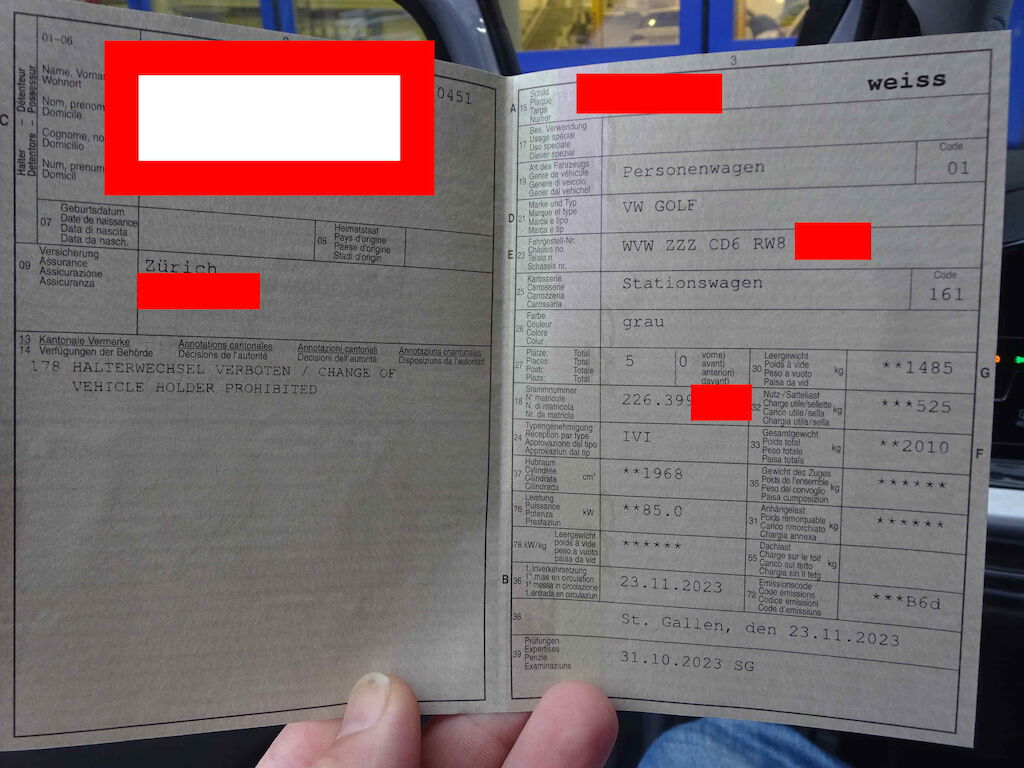 01-06
Détenteur
Possessur
Halter
Detentore
Name, Vorna
Wohnort
Nom, prénom
Domicile
Cognome, no
Domicilio
Num, prenum
Domicil
0451
C
07
Geburtsdatum
Date de naissance
Data di nascita
Data da nasch.
08
Heimatstaat
Pays d'origine
Paese d'origine
Stadi d'origin
09
Versicherung
Assurance
Assicurazione
Assicuranza
Zürich
13
14
Kantonale Vermerke
Verfügungen der Behörde
Annotations cantonales
Décisions de l'autorité
Annotazioni cantonali
Decisioni dell'autorità
Annotaziuns chantunalas
Disposiziuns da l'autoritad
178 HALTERWECHSEL VERBOTEN / CHANGE OF
VEHICLE HOLDER PROHIBITED
3
weiss
A
15
Schild
Plaque
Targa
Numer
17
Bes. Verwendung
Usage spécial
Uso speciale
Diever spezial
19
Art des Fahrzeugs
Genre de véhicule
Genere di veicolo
Gener dal vehichel
Personenwagen
Code
01
D
21
Marke und Typ
Marque et type
Marca e tipo
Marca e tip
VW GOLF
E
23
Fahrgestell-Nr.
Châssis no
Telaio n.
Schassis nr.
WVW ZZZ CD6 RW8
25
Karosserie
Carrosserie
Carrozzeria
Carossaria
Stationswagen
Code
161
26
Farbe
Couleur
Colore
Colur
grau
27
Plätze: Total
Places: Total
Posti: Totale
Plazs: Total
5
(0
vorne)
avant)
anteriori)
davant)
30
Leergewicht
Poids à vide
Peso a vuoto
Paisa da vid
kg
**1485
G
18
Stammnummer
N° matricule
N. di matricola
Nr. da matricla
226.399
32
Nutz-/Sattellast
Charge utile/sellette
Carico utile/sella
Chargia utila/sella
kg
***525
24
Typengenehmigung
Réception par type
Approvazione del tipo
Approvaziun dal tip
IVI
33
Gesamtgewicht
Poids total
Peso totale
Paisa totala
kg
**2010
F
37
Hubraum
Cylindrée
Cilindrata
Cilindrada
cm³
**1968
35
Gewicht des Zuges
Poids de l'ensemble
Peso del convoglio
Paisa cumposiziun
kg
******
76
Leistung
Puissance
Potenza
Prestaziun
kW
**85.0
31
Anhängelast
Poids remorquable
Carico rimorchiato
Chargia annexa
kg
******
78 kW/kg
Leergewicht
poids à vide
peso a vuoto
paisa da vid
******
55
Dachlast
Charge sur le toit
Carico sul tetto
Chargia sin il tetg
kg
B
36
1. Inverkehrsetzung
1re mise en circulation
1a messa in circolazione
1. entrada en circulaziun
23.11.2023
72
Emissionscode
Code émissions
Codice emissioni
Code d'emissiuns
***B6d
38
St. Gallen, den 23.11.2023
39
Prüfungen
Expertises
Perizie
Examinaziuns
31.10.2023 SG